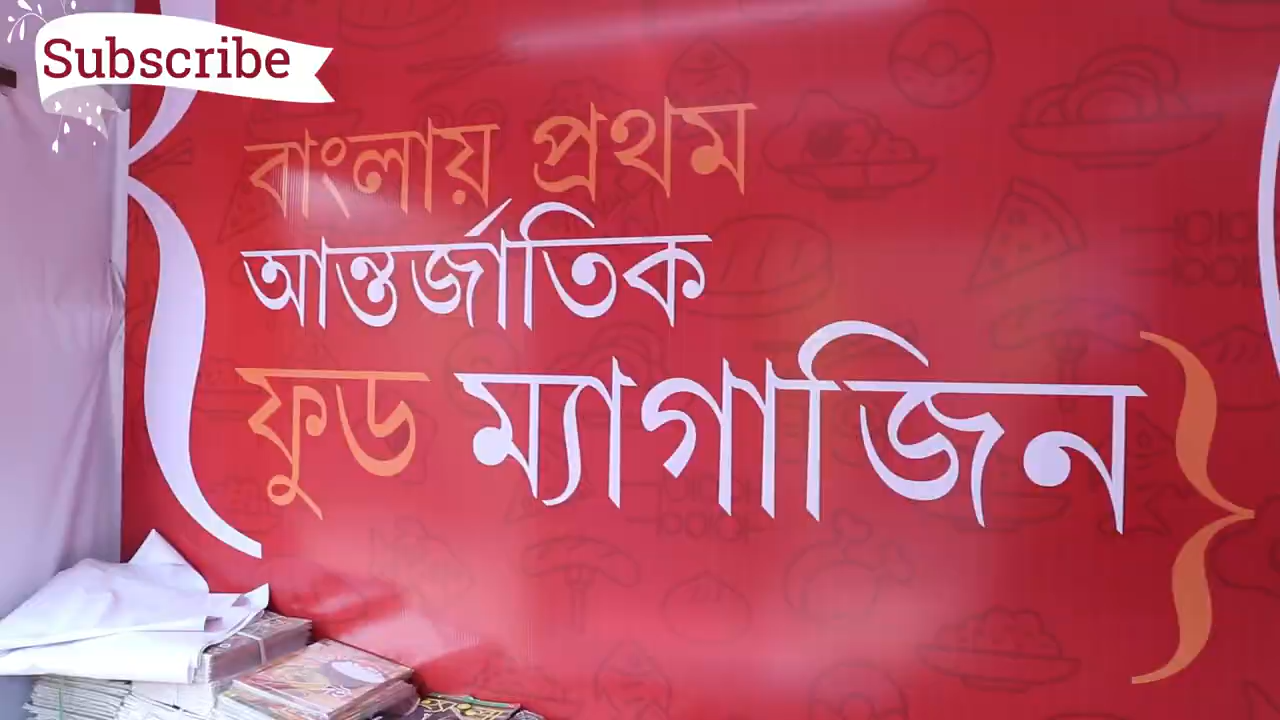 Subscribe
বাংলায় প্রথম
আন্তর্জাতিক
ফুড ম্যাগাজিন